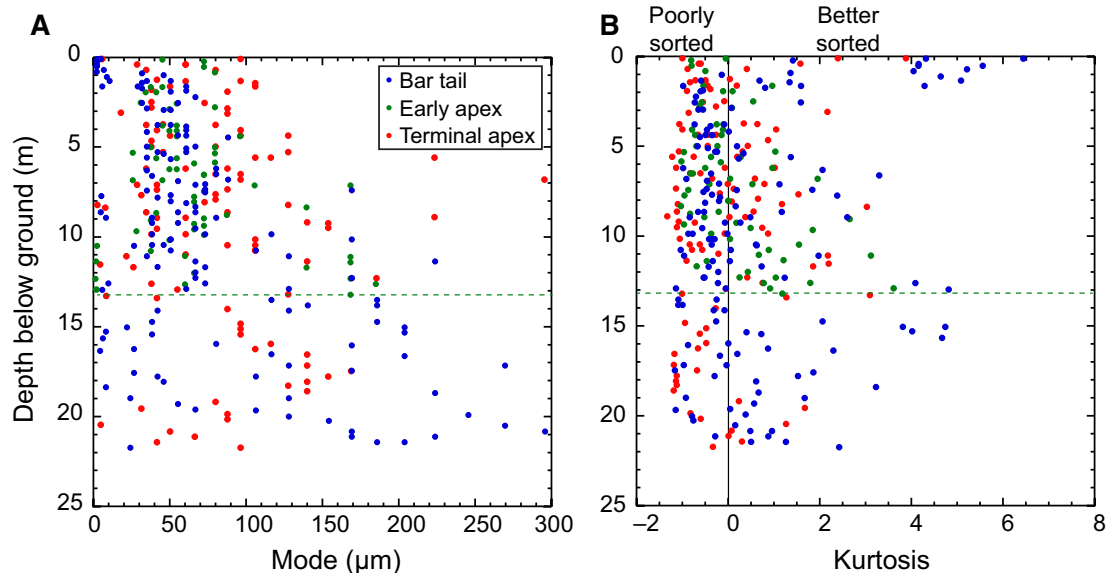 A
0
5
10
15
20
25
Depth below ground (m)
Bar tail
Early apex
Terminal apex
0
50
100
150
200
250
300
Mode (µm)
B
Poorly
sorted
Better
sorted
0
5
10
15
20
25
−2
0
2
4
6
8
Kurtosis